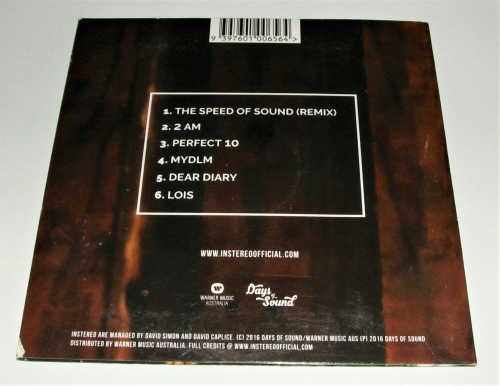 9 397601 006564 >
1. THE SPEED OF SOUND (REMIX)
2. 2 AM
3. PERFECT 10
4. MYDLM
5. DEAR DIARY
6. LOIS
WWW.INSTEREOOFFICIAL.COM
WARNER MUSIC
AUSTRALIA
Days
of
Sound
INSTEREO ARE MANAGED BY DAVID SIMON AND DAVID CAPLICE. (C) 2016 DAYS OF SOUND/WARNER MUSIC AUS (P) 2016 DAYS OF SOUND
DISTRIBUTED BY WARNER MUSIC AUSTRALIA. FULL CREDITS @ WWW.INSTEREOOFFICIAL.COM